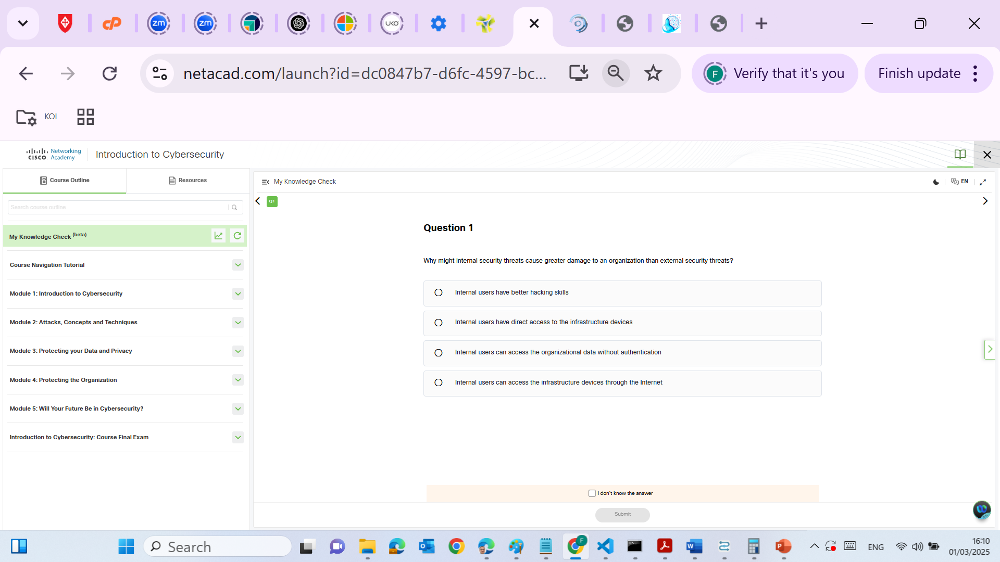 cP
zm
zm
UKO
netacad.com/launch?id=dc0847b7-d6fc-4597-bc...
F
Verify that it's you
Finish update
KOI
CISCO
Networking
Academy
Introduction to Cybersecurity
Course Outline
Resources
Search course outline
My Knowledge Check (beta)
Course Navigation Tutorial
Module 1: Introduction to Cybersecurity
Module 2: Attacks, Concepts and Techniques
Module 3: Protecting your Data and Privacy
Module 4: Protecting the Organization
Module 5: Will Your Future Be in Cybersecurity?
Introduction to Cybersecurity: Course Final Exam
My Knowledge Check
EN
Q1
Question 1
Why might internal security threats cause greater damage to an organization than external security threats?
Internal users have better hacking skills
Internal users have direct access to the infrastructure devices
Internal users can access the organizational data without authentication
Internal users can access the infrastructure devices through the Internet
I don't know the answer
Submit
Search
F
ENG
16:10
01/03/2025